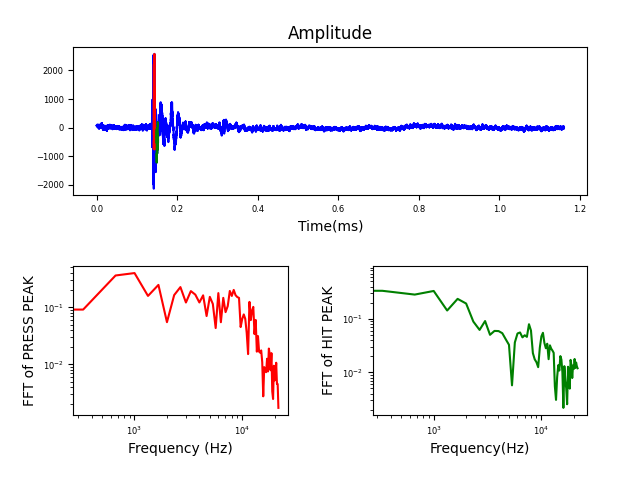 Amplitude
2000
1000
0
−1000
−2000
0.0 0.2 0.4 0.6 0.8 1.0 1.2
Time(ms)
FFT of PRESS PEAK
10⁻¹
10⁻²
10³ 10⁴
Frequency (Hz)
FFT of HIT PEAK
10⁻¹
10⁻²
10³ 10⁴
Frequency(Hz)